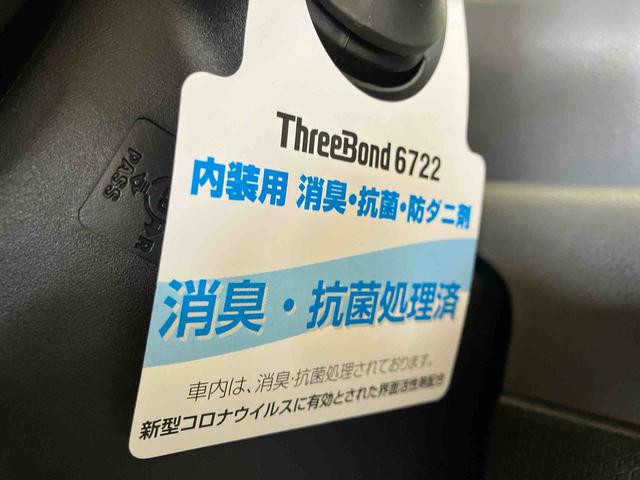 ThreeBond 6722
内装用 消臭・抗菌・防ダニ剤
消臭・抗菌処理済
車内は、消臭・抗菌処理されております。
新型コロナウイルスに有効とされた界面活性剤配合
PASS